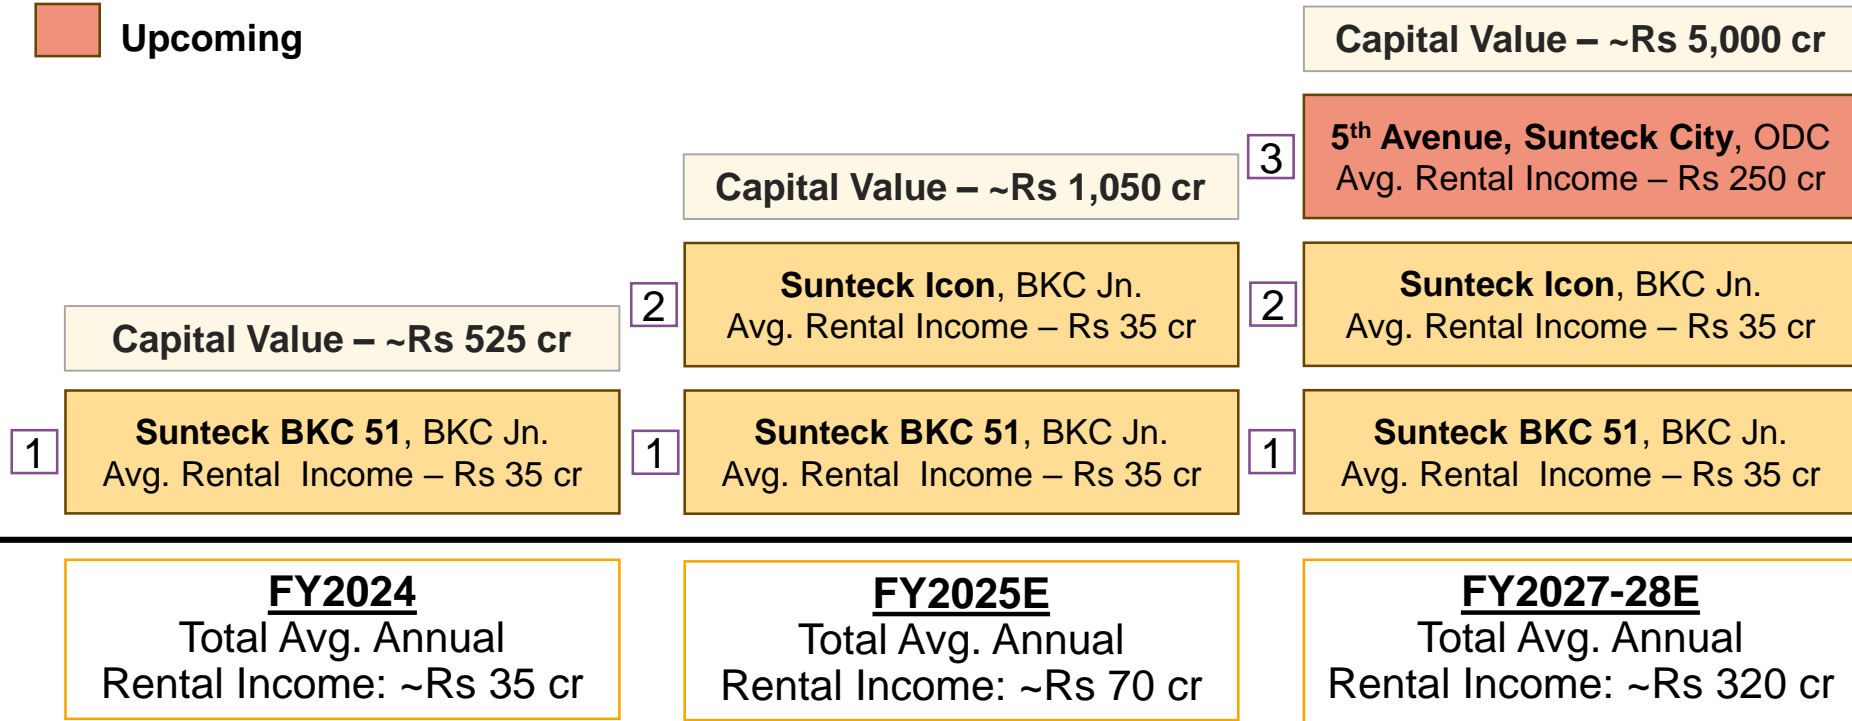 Upcoming
Capital Value – ~Rs 5,000 cr
3
5th Avenue, Sunteck City, ODC
Avg. Rental Income – Rs 250 cr
Capital Value – ~Rs 1,050 cr
2
Sunteck Icon, BKC Jn.
Avg. Rental Income – Rs 35 cr
2
Sunteck Icon, BKC Jn.
Avg. Rental Income – Rs 35 cr
Capital Value – ~Rs 525 cr
1
Sunteck BKC 51, BKC Jn.
Avg. Rental Income – Rs 35 cr
1
Sunteck BKC 51, BKC Jn.
Avg. Rental Income – Rs 35 cr
1
Sunteck BKC 51, BKC Jn.
Avg. Rental Income – Rs 35 cr
FY2024
Total Avg. Annual
Rental Income: ~Rs 35 cr
FY2025E
Total Avg. Annual
Rental Income: ~Rs 70 cr
FY2027-28E
Total Avg. Annual
Rental Income: ~Rs 320 cr